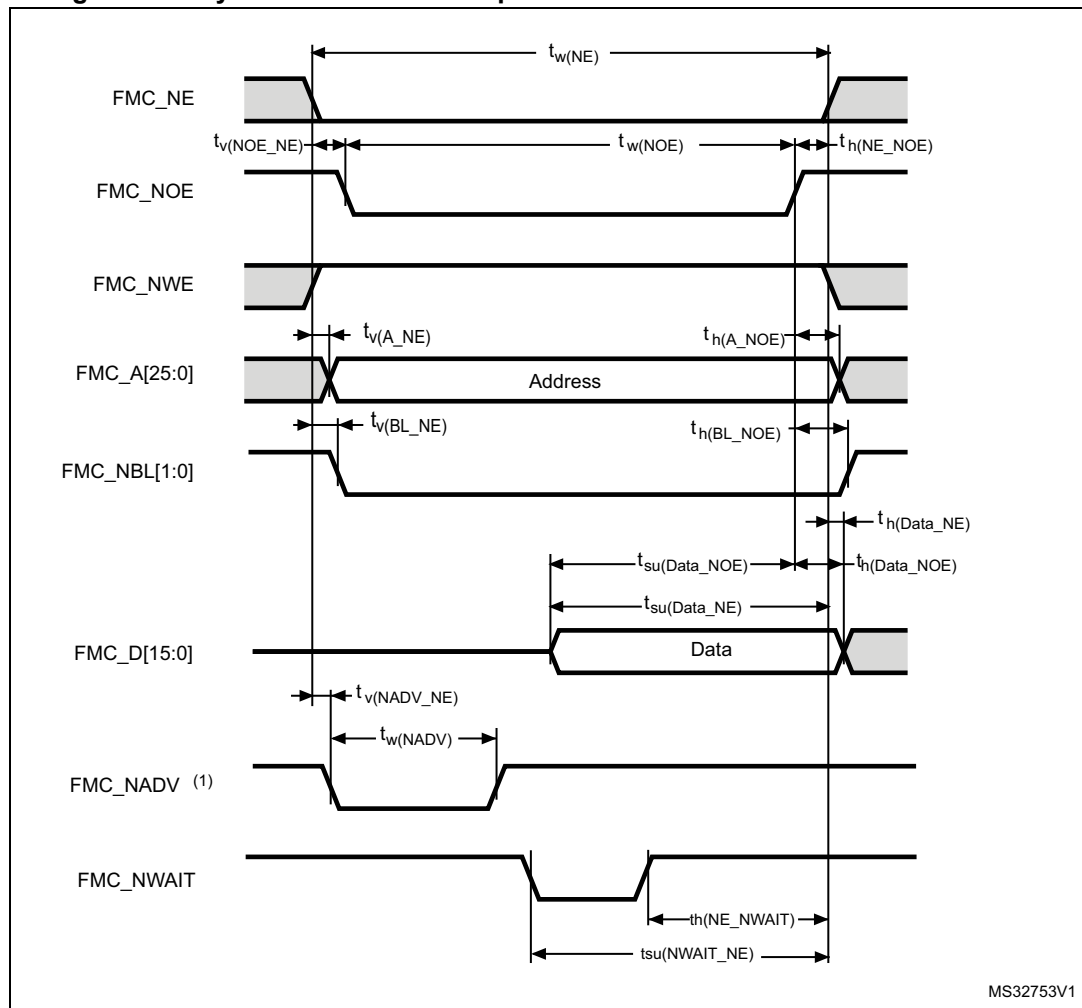 tw(NE)
FMC_NE
tv(NOE_NE)
tw(NOE)
th(NE_NOE)
FMC_NOE
FMC_NWE
tv(A_NE)
th(A_NOE)
FMC_A[25:0]
Address
tv(BL_NE)
th(BL_NOE)
FMC_NBL[1:0]
th(Data_NE)
tsu(Data_NOE)
th(Data_NOE)
tsu(Data_NE)
FMC_D[15:0]
Data
tv(NADV_NE)
tw(NADV)
FMC_NADV (1)
FMC_NWAIT
th(NE_NWAIT)
tsu(NWAIT_NE)
MS32753V1